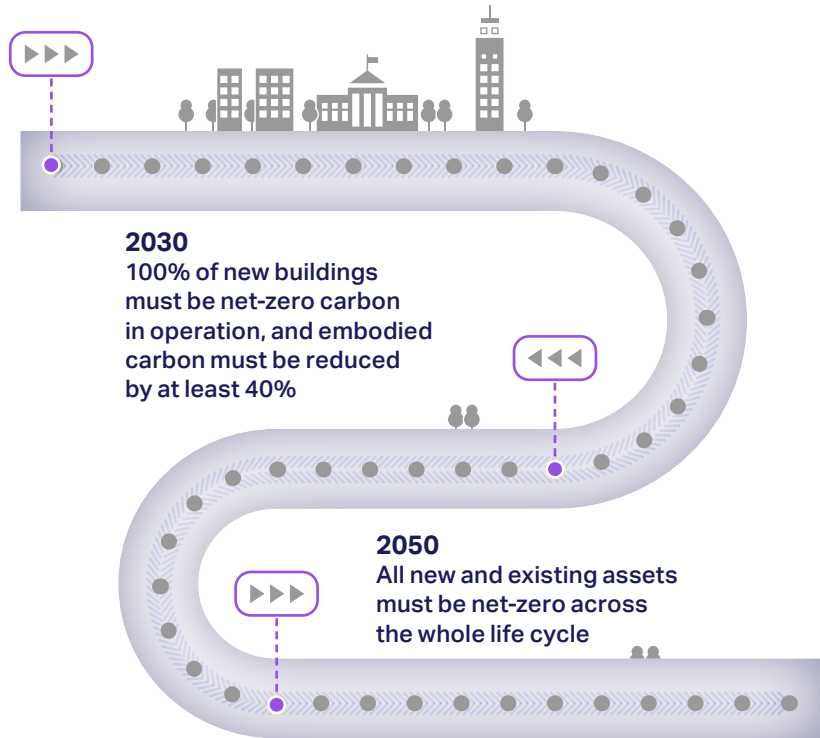 2030
100% of new buildings
must be net-zero carbon
in operation, and embodied
carbon must be reduced
by at least 40%
2050
All new and existing assets
must be net-zero across
the whole life cycle